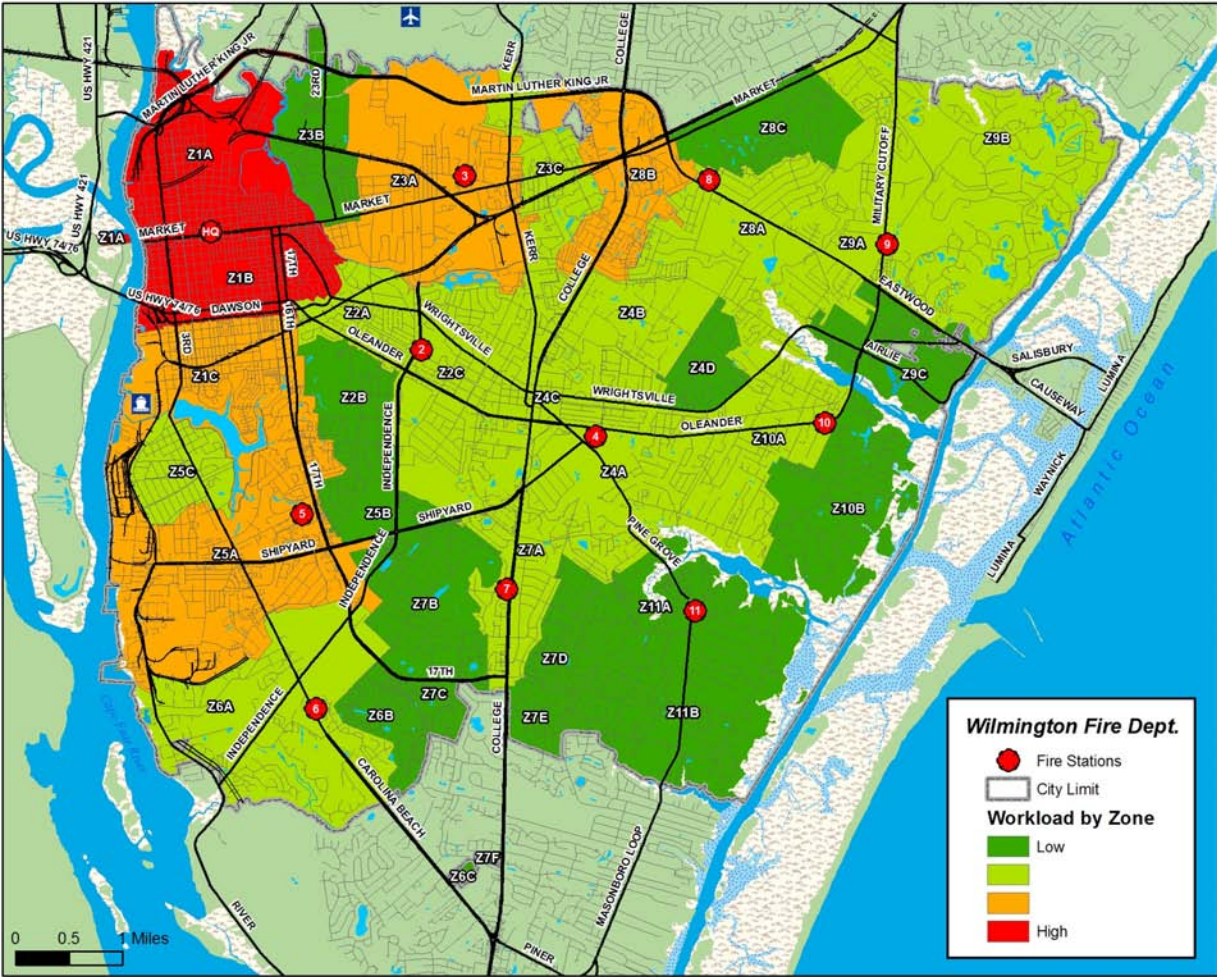 US HWY 421
MARTIN LUTHER KING JR
23RD
KERR
COLLEGE
MARTIN LUTHER KING JR
MARKET
Z1A
Z3B
Z3A
3
Z3C
Z8B
Z8C
8
Z9B
MILITARY CUTOFF
US HWY 421
US HWY 74/76
Z1A
MARKET
HQ
MARKET
17TH
KERR
COLLEGE
Z8A
Z9A
9
EASTWOOD
Z1B
US HWY 74/76
DAWSON
16TH
Z2A
OLEANDER
WRIGHTSVILLE
2
Z2C
Z4B
Z4D
AIRLIE
Z9C
SALISBURY
CAUSEWAY
LUMINA
3RD
Z1C
Z2B
INDEPENDENCE
Z4C
WRIGHTSVILLE
4
OLEANDER
10
Z10A
WAYNICK
Atlantic Ocean
Z5C
17TH
5
Z5B
SHIPYARD
Z4A
PINE GROVE
Z10B
LUMINA
Z5A
SHIPYARD
INDEPENDENCE
Z7A
7
Z7B
Z11A
11
17TH
Z7D
Z7C
Z6A
INDEPENDENCE
6
Z6B
COLLEGE
Z7E
Z11B
Cape Fear River
CAROLINA BEACH
Z7F
Z6C
MASONBORO LOOP
RIVER
PINER
0 0.5 1 Miles
Wilmington Fire Dept.
Fire Stations
City Limit
Workload by Zone
Low
High